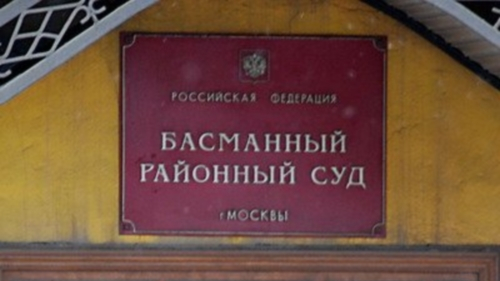 РОССИЙСКАЯ ФЕДЕРАЦИЯ
БАСМАННЫЙ
РАЙОННЫЙ СУД
г.МОСКВЫ